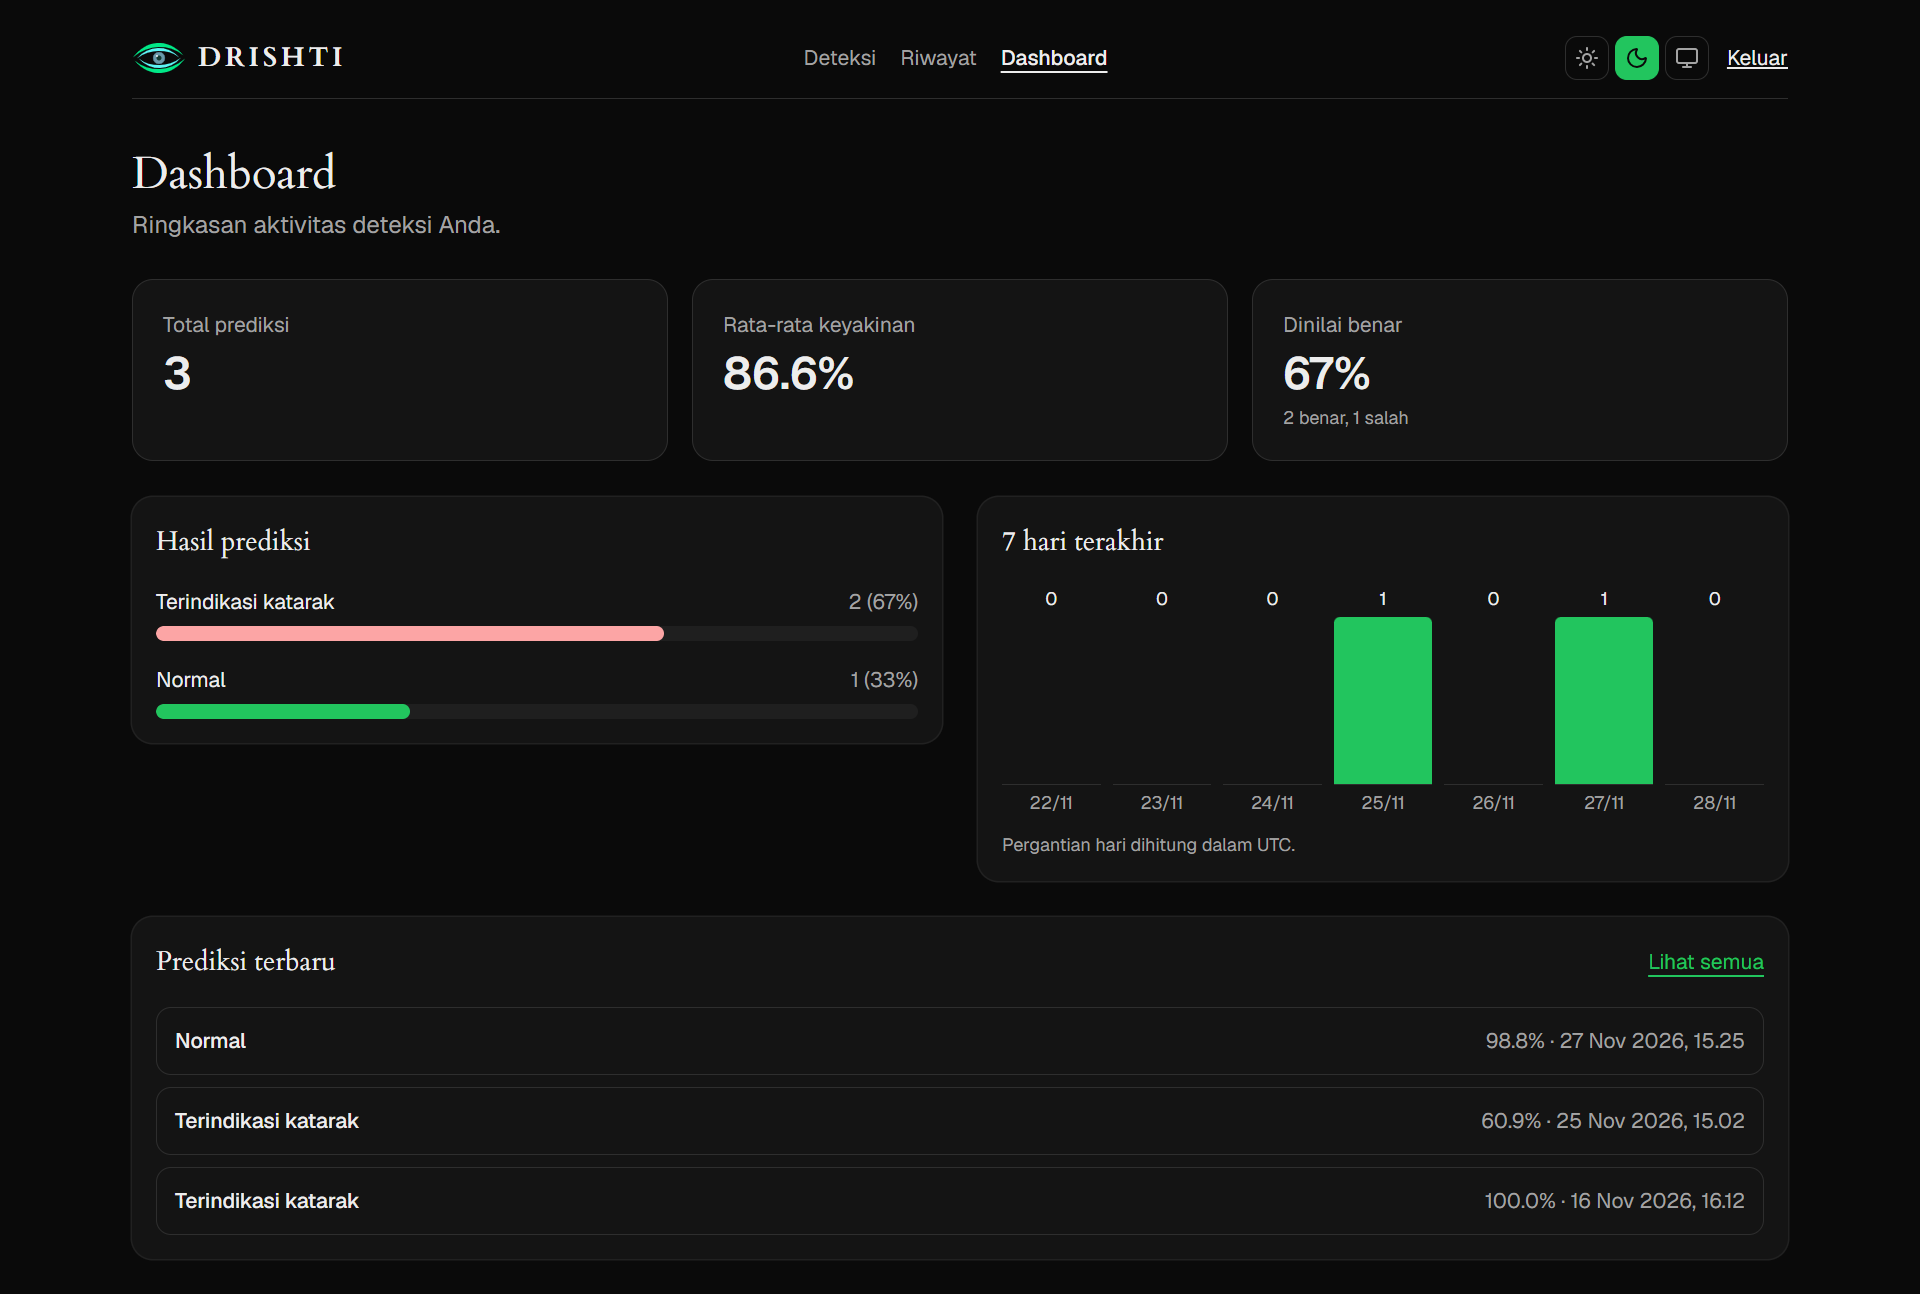 DRISHTI
Deteksi Riwayat Dashboard
Keluar
Dashboard
Ringkasan aktivitas deteksi Anda.
Total prediksi
3
Rata-rata keyakinan
86.6%
Dinilai benar
67%
2 benar, 1 salah
Hasil prediksi
Terindikasi katarak 2 (67%)
Normal 1 (33%)
7 hari terakhir
0 0 0 1 0 1 0
22/11 23/11 24/11 25/11 26/11 27/11 28/11
Pergantian hari dihitung dalam UTC.
Prediksi terbaru
Lihat semua
Normal 98.8% · 27 Nov 2026, 15.25
Terindikasi katarak 60.9% · 25 Nov 2026, 15.02
Terindikasi katarak 100.0% · 16 Nov 2026, 16.12